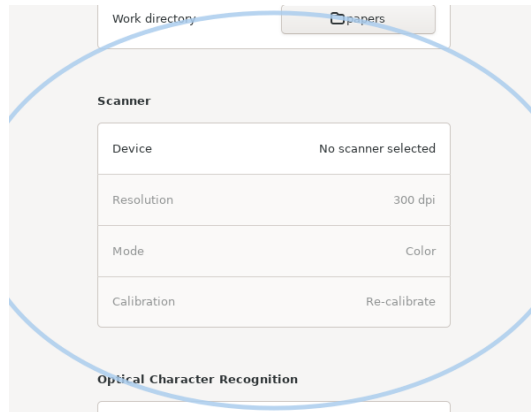 Work directory papers
Scanner
Device No scanner selected
Resolution 300 dpi
Mode Color
Calibration Re-calibrate
Optical Character Recognition